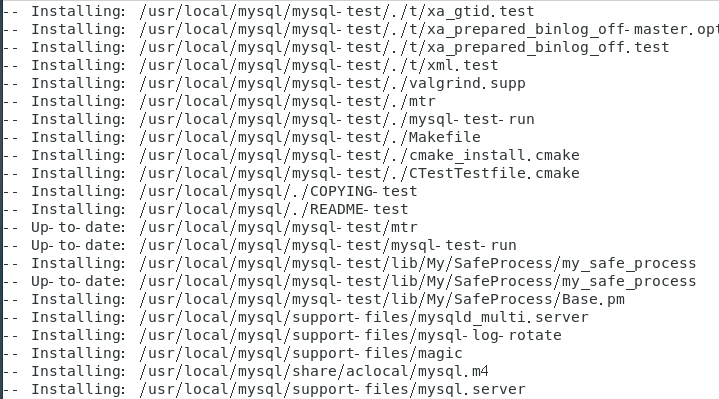 -- Installing: /usr/local/mysql/mysql-test/./t/xa_gtid.test
-- Installing: /usr/local/mysql/mysql-test/./t/xa_prepared_binlog_off-master.opt
-- Installing: /usr/local/mysql/mysql-test/./t/xa_prepared_binlog_off.test
-- Installing: /usr/local/mysql/mysql-test/./t/xml.test
-- Installing: /usr/local/mysql/mysql-test/./valgrind.supp
-- Installing: /usr/local/mysql/mysql-test/./mtr
-- Installing: /usr/local/mysql/mysql-test/./mysql-test-run
-- Installing: /usr/local/mysql/mysql-test/./Makefile
-- Installing: /usr/local/mysql/mysql-test/./cmake_install.cmake
-- Installing: /usr/local/mysql/mysql-test/./CTestTestfile.cmake
-- Installing: /usr/local/mysql/./COPYING-test
-- Installing: /usr/local/mysql/./README-test
-- Up-to-date: /usr/local/mysql/mysql-test/mtr
-- Up-to-date: /usr/local/mysql/mysql-test/mysql-test-run
-- Installing: /usr/local/mysql/mysql-test/lib/My/SafeProcess/my_safe_process
-- Up-to-date: /usr/local/mysql/mysql-test/lib/My/SafeProcess/my_safe_process
-- Installing: /usr/local/mysql/mysql-test/lib/My/SafeProcess/Base.pm
-- Installing: /usr/local/mysql/support-files/mysqld_multi.server
-- Installing: /usr/local/mysql/support-files/mysql-log-rotate
-- Installing: /usr/local/mysql/support-files/magic
-- Installing: /usr/local/mysql/share/aclocal/mysql.m4
-- Installing: /usr/local/mysql/support-files/mysql.server